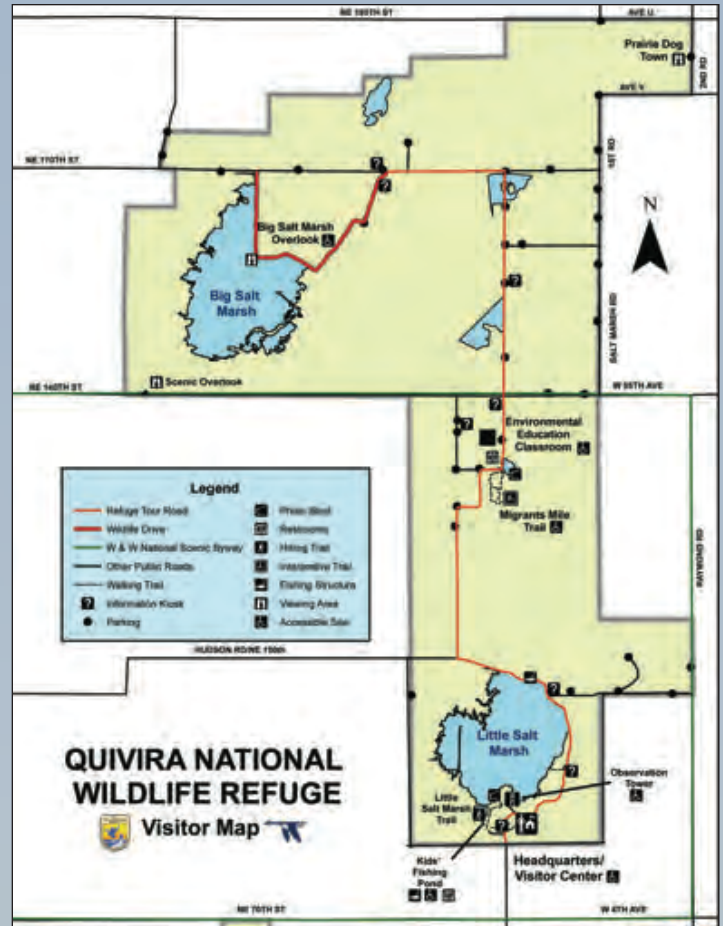 NE 100TH ST
AVE U
Prairie Dog
Town
2ND RD
AVE V
NE 110TH ST
1ST RD
N
Big Salt Marsh
Overlook
Big Salt
Marsh
SALT MARSH RD
Scenic Overlook
NE 140TH ST
Environmental
Education
Classroom
Migrants Mile
Trail
Legend
Refuge Tour Road
Wildlife Drive
W & W National Scenic Byway
Other Public Roads
Walking Trail
Information Kiosk
Parking
Photo Blind
Restrooms
Hiking Trail
Interpretive Trail
Fishing Structure
Viewing Area
Accessible Site
RAYMOND RD
HUDSON RD/NE 150th
Little Salt
Marsh
QUIVIRA NATIONAL
WILDLIFE REFUGE
Visitor Map
Little
Salt Marsh
Trail
Observation
Tower
Kids'
Fishing
Pond
Headquarters/
Visitor Center
NE 70TH ST
W 4TH AVE